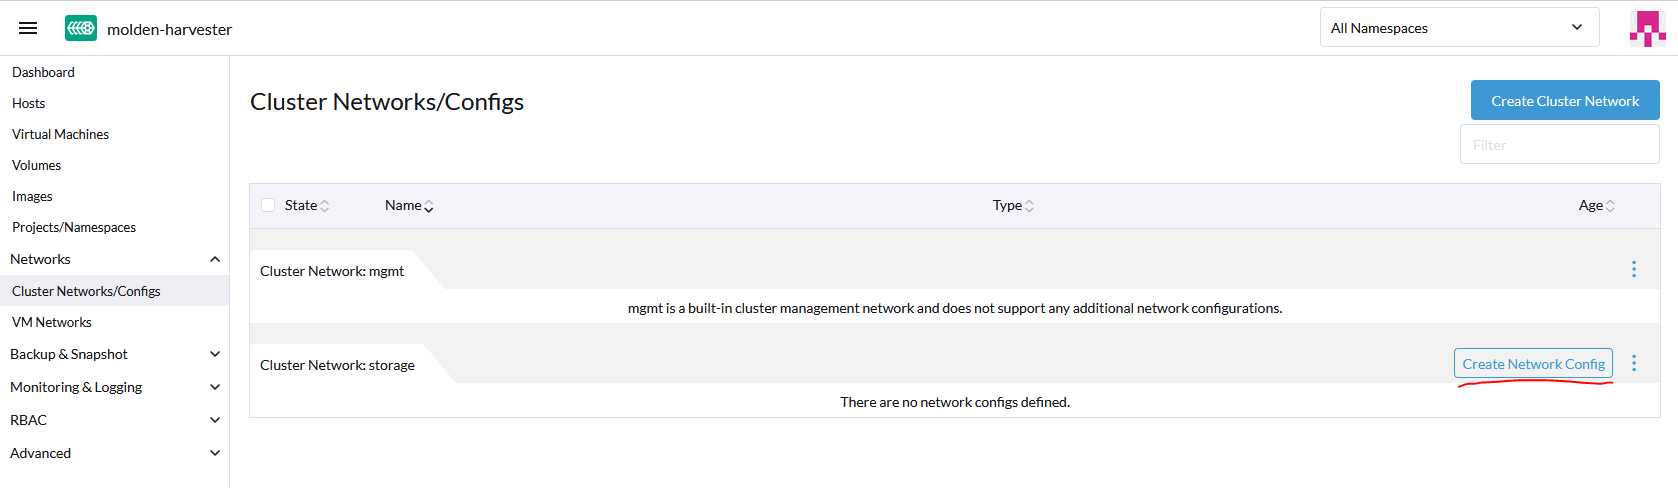 molden-harvester
All Namespaces
Dashboard
Hosts
Virtual Machines
Volumes
Images
Projects/Namespaces
Networks
Cluster Networks/Configs
VM Networks
Backup & Snapshot
Monitoring & Logging
RBAC
Advanced
Cluster Networks/Configs
Create Cluster Network
Filter
State Name Type Age
Cluster Network: mgmt
mgmt is a built-in cluster management network and does not support any additional network configurations.
Cluster Network: storage
Create Network Config
There are no network configs defined.